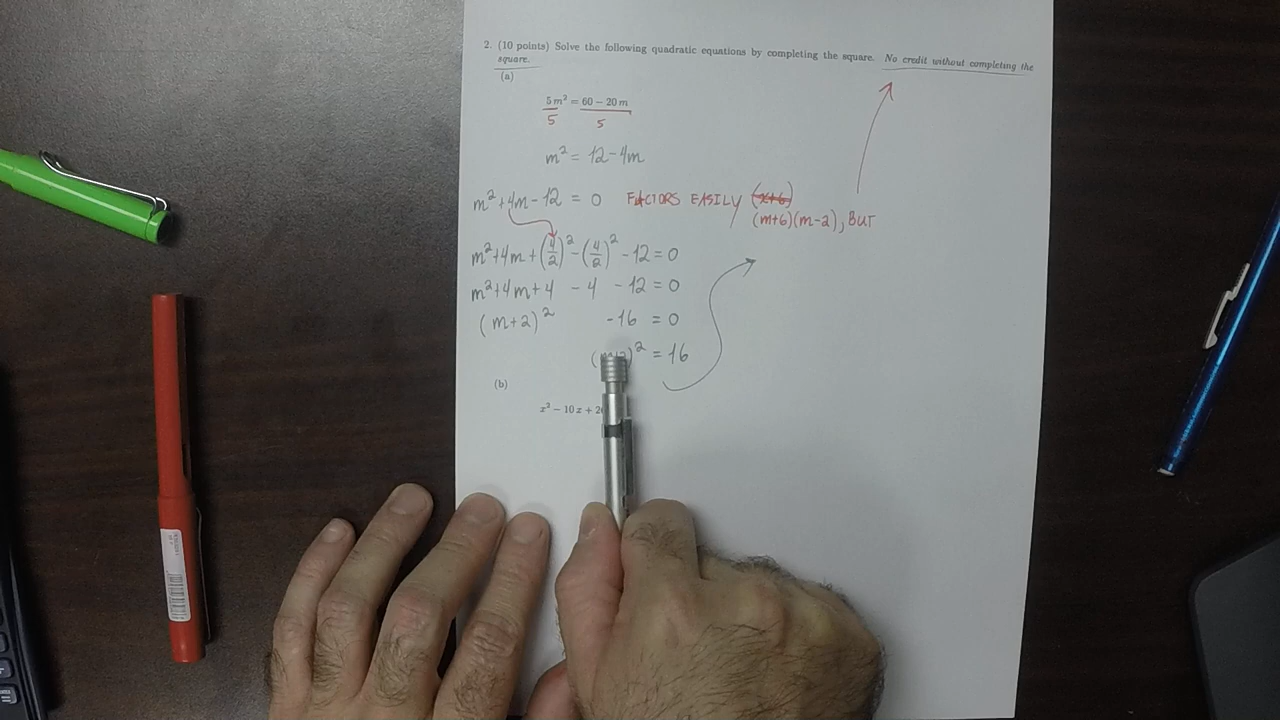 2. (10 points) Solve the following quadratic equations by completing the square. No credit without completing the
square.
(a)
5m² = 60 − 20m
5 5
m² = 12 - 4m
m² + 4m - 12 = 0 FACTORS EASILY (x+6)
(m+6)(m-2), BUT
m² + 4m + (4/2)² - (4/2)² - 12 = 0
m² + 4m + 4 - 4 - 12 = 0
(m+2)² - 16 = 0
)² = 16
(b)